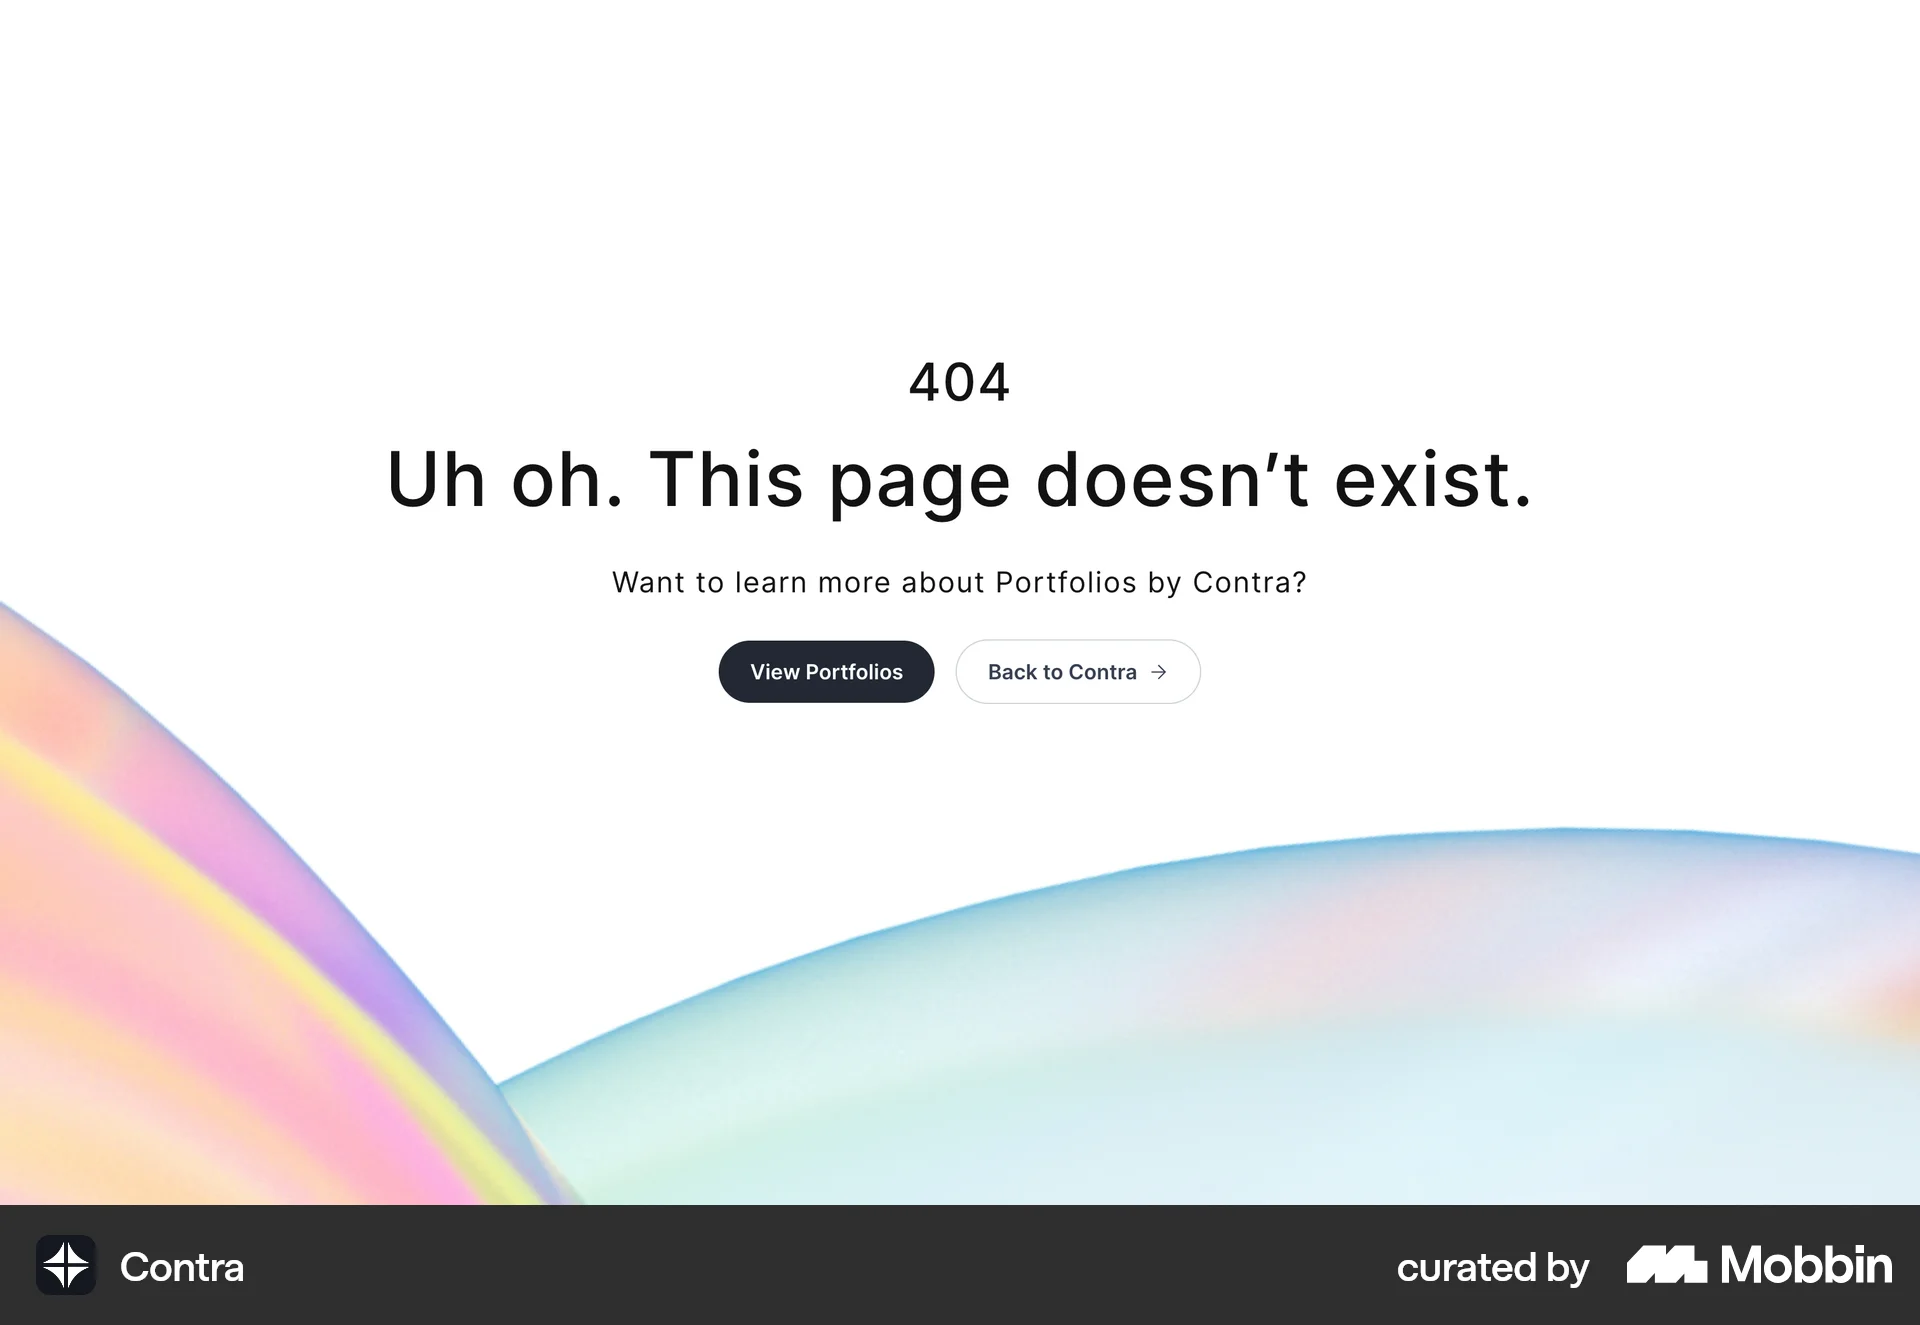 404
Uh oh. This page doesn’t exist.
Want to learn more about Portfolios by Contra?
View Portfolios
Back to Contra →
Contra
curated by Mobbin